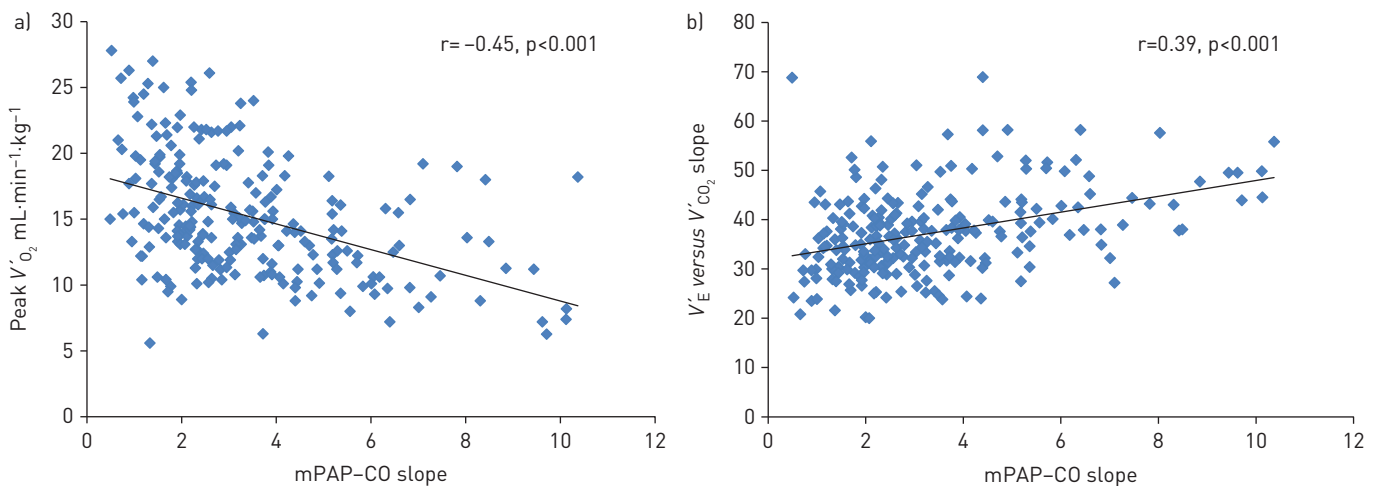 a)
30
25
20
15
10
5
0
Peak V′O2 mL·min–1·kg–1
r= –0.45, p<0.001
0 2 4 6 8 10 12
mPAP–CO slope
b)
80
70
60
50
40
30
20
10
0
V′E versus V′CO2 slope
r=0.39, p<0.001
0 2 4 6 8 10 12
mPAP–CO slope